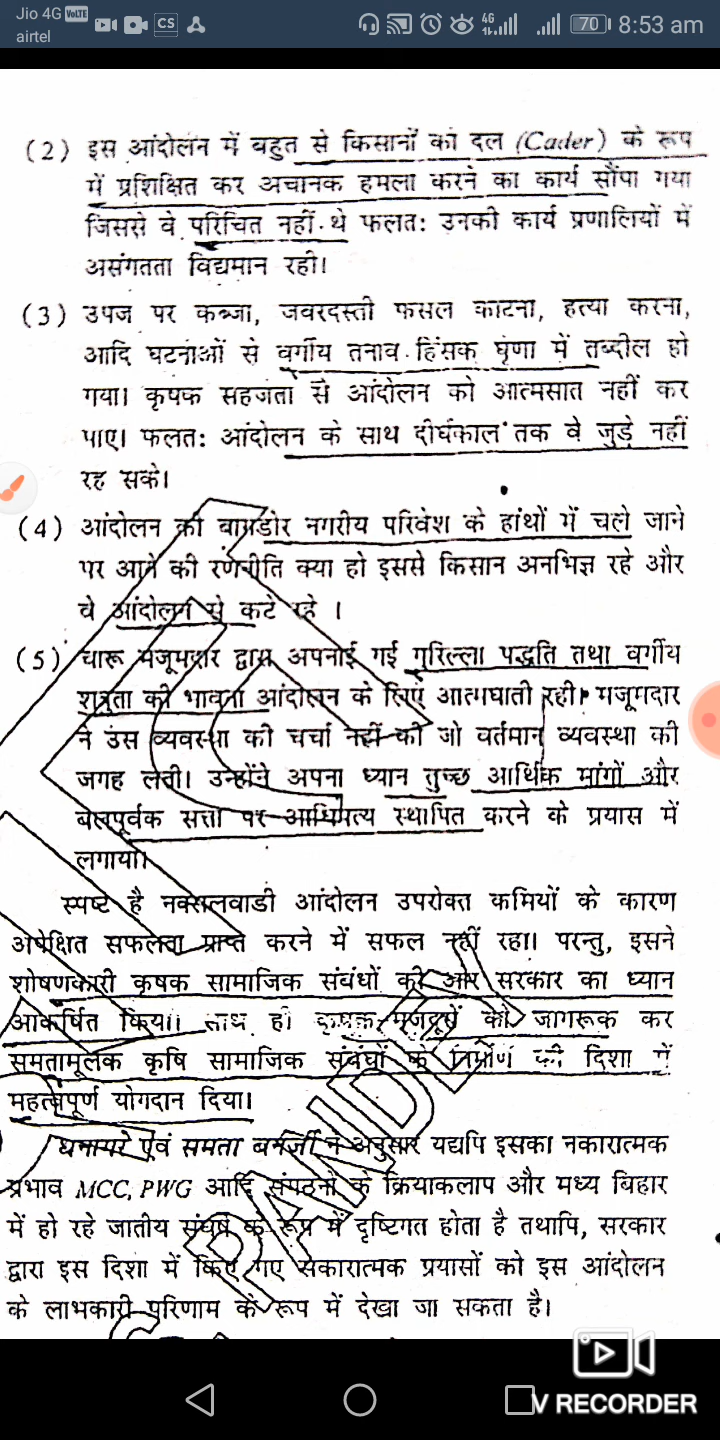 Jio 4G VoLTE CS 4G 70 8:53 am
airtel
(2) इस आंदोलन में बहुत से किसानों का दल (Cader) के रूप
में प्रशिक्षित कर अचानक हमला करने का कार्य सौंपा गया
जिससे वे परिचित नहीं थे फलतः उनकी कार्य प्रणालियों में
असंगतता विद्यमान रही।
(3) उपज पर कब्जा, जवरदस्ती फसल काटना, हत्या करना,
आदि घटनाओं से वर्गीय तनाव हिंसक घृणा में तब्दील हो
गया। कृषक सहजता से आंदोलन को आत्मसात नहीं कर
पाए। फलतः आंदोलन के साथ दीर्घकाल तक वे जुड़े नहीं
रह सके।
(4) आंदोलन की बागडोर नगरीय परिवेश के हांथों में चले जाने
पर आगे की रणनीति क्या हो इससे किसान अनभिज्ञ रहे और
वे आंदोलन से कटे रहे ।
(5) चारू मजूमदार द्वारा अपनाई गई गुरिल्ला पद्धति तथा वर्गीय
शत्रुता की भावना आंदोलन के लिए आत्मघाती रही। मजूमदार
ने उस व्यवस्था की चर्चा नहीं की जो वर्तमान व्यवस्था की
जगह लेती। उन्होंने अपना ध्यान तुच्छ आर्थिक मांगों और
बलपूर्वक सत्ता पर आधिपत्य स्थापित करने के प्रयास में
लगाया।
स्पष्ट है नक्सलवाडी आंदोलन उपरोक्त कमियों के कारण
अपेक्षित सफलता प्राप्त करने में सफल नहीं रहा। परन्तु, इसने
शोषणकारी कृषक सामाजिक संबंधों की ओर सरकार का ध्यान
आकर्षित किया। साथ ही कृषक मजदूरों को जागरूक कर
समतामूलक कृषि सामाजिक संबंधों के निर्माण की दिशा में
महत्वपूर्ण योगदान दिया।
घनायरे एवं समता बनर्जी के अनुसार यद्यपि इसका नकारात्मक
प्रभाव MCC, PWG आदि संगठनों के क्रियाकलाप और मध्य बिहार
में हो रहे जातीय संघर्ष के रूप में दृष्टिगत होता है तथापि, सरकार
द्वारा इस दिशा में किए गए सकारात्मक प्रयासों को इस आंदोलन
के लाभकारी परिणाम के रूप में देखा जा सकता है।
PANDEY
V RECORDER